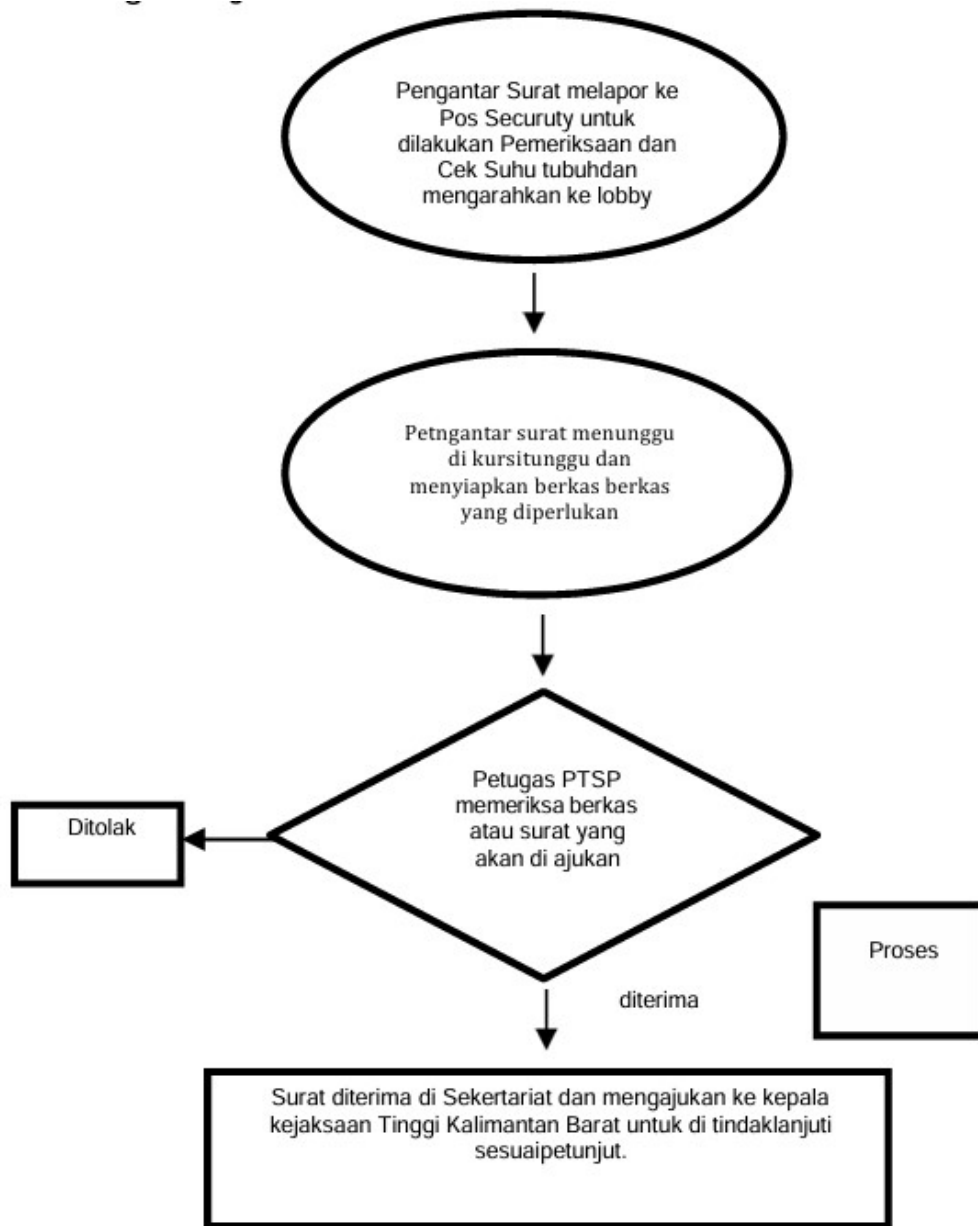 Pengantar Surat melapor ke
Pos Securuty untuk
dilakukan Pemeriksaan dan
Cek Suhu tubuhdan
mengarahkan ke lobby
Petngantar surat menunggu
di kursitunggu dan
menyiapkan berkas berkas
yang diperlukan
Petugas PTSP
memeriksa berkas
atau surat yang
akan di ajukan
Ditolak
Proses
diterima
Surat diterima di Sekertariat dan mengajukan ke kepala
kejaksaan Tinggi Kalimantan Barat untuk di tindaklanjuti
sesuaipetunjut.